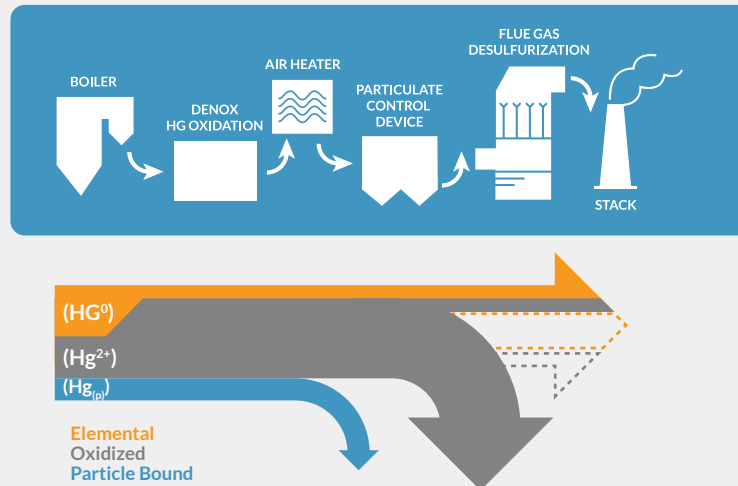 BOILER
DENOX
HG OXIDATION
AIR HEATER
PARTICULATE
CONTROL
DEVICE
FLUE GAS
DESULFURIZATION
STACK
(HG⁰)
(Hg²⁺)
(Hg₍ₚ₎)
Elemental
Oxidized
Particle Bound